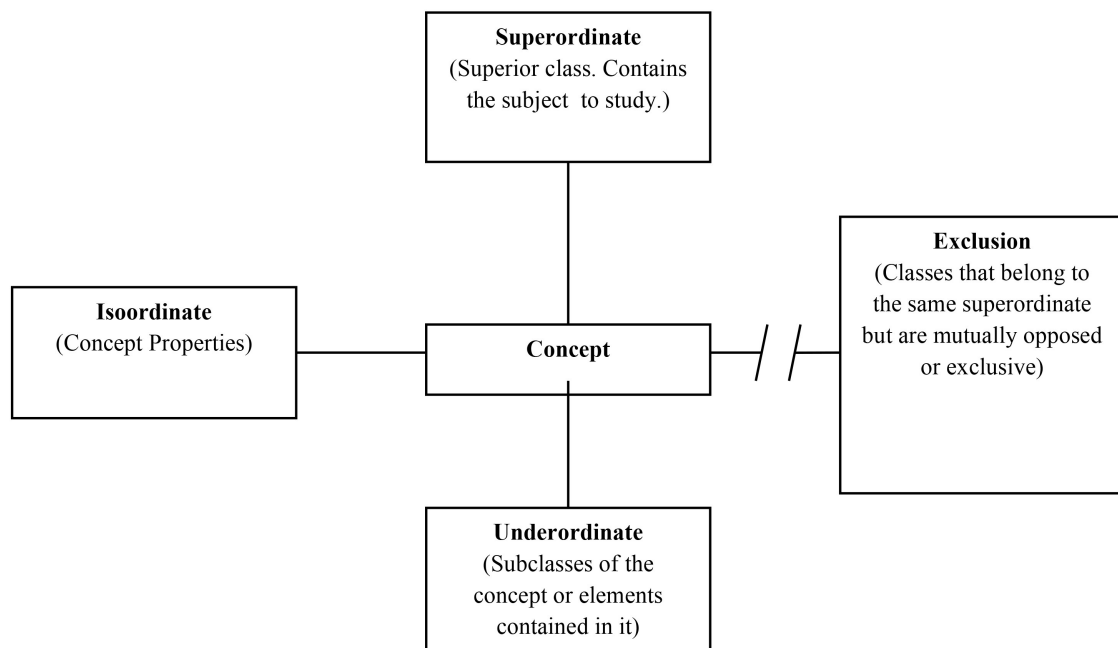 Superordinate
(Superior class. Contains
the subject to study.)
Exclusion
(Classes that belong to
the same superordinate
but are mutually opposed
or exclusive)
Isoordinate
(Concept Properties)
Concept
Underordinate
(Subclasses of the
concept or elements
contained in it)